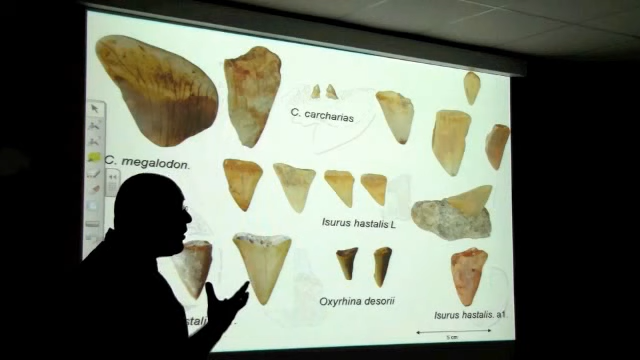 C. carcharias
C. megalodon.
Isurus hastalis L
Oxyrhina desorii
Isurus hastalis. a1.
5 cm